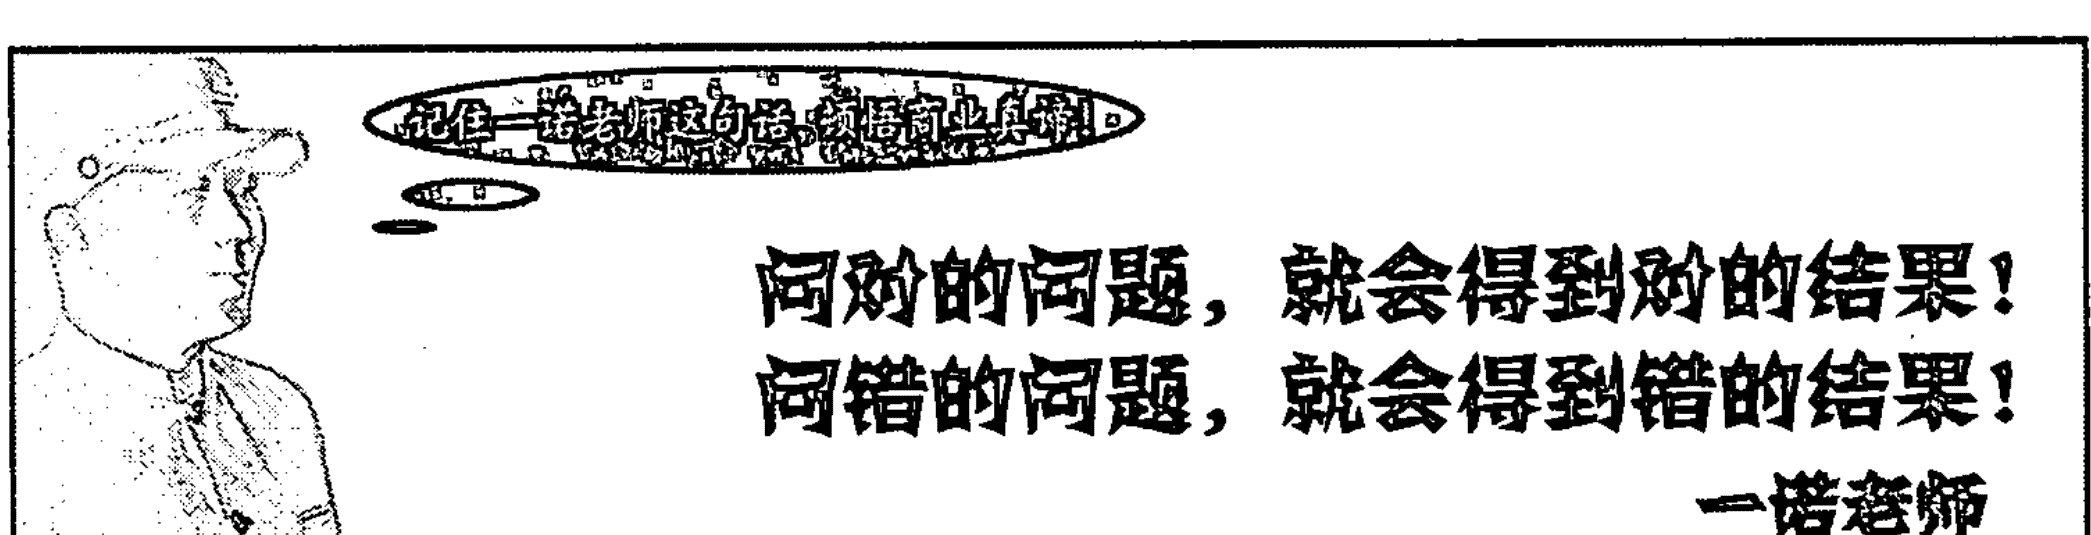 记住一诺老师这句话,领悟商业真谛!
问对的问题，就会得到对的结果！
问错的问题，就会得到错的结果！
一诺老师